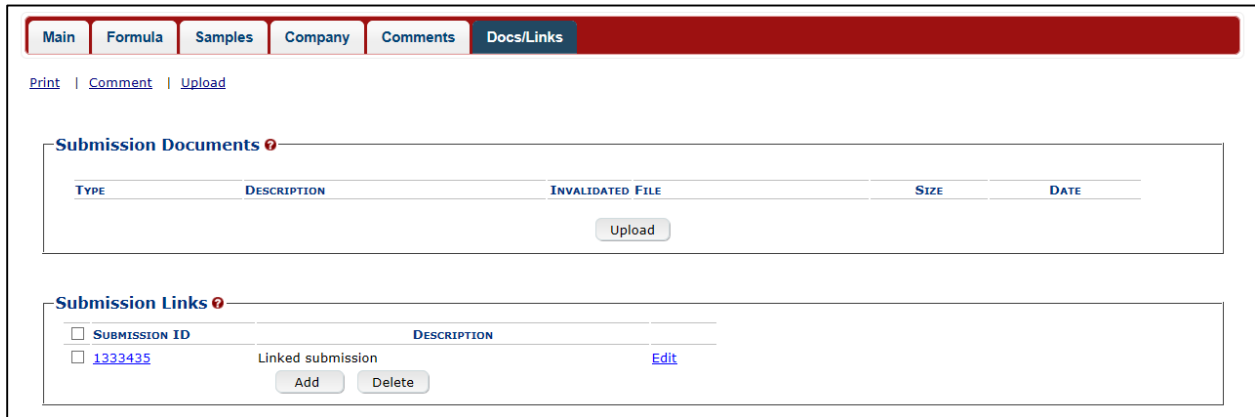 Main Formula Samples Company Comments Docs/Links
Print | Comment | Upload
Submission Documents ?
TYPE DESCRIPTION INVALIDATED FILE SIZE DATE
Upload
Submission Links ?
SUBMISSION ID DESCRIPTION
1333435 Linked submission Edit
Add Delete